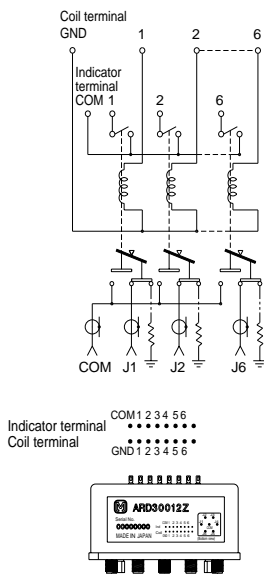 Coil terminal
GND 1 2 6
Indicator
terminal
COM 1 2 6
COM J1 J2 J6
COM 1 2 3 4 5 6
Indicator terminal
Coil terminal
GND 1 2 3 4 5 6
ARD30012Z
Serial No.
MADE IN JAPAN